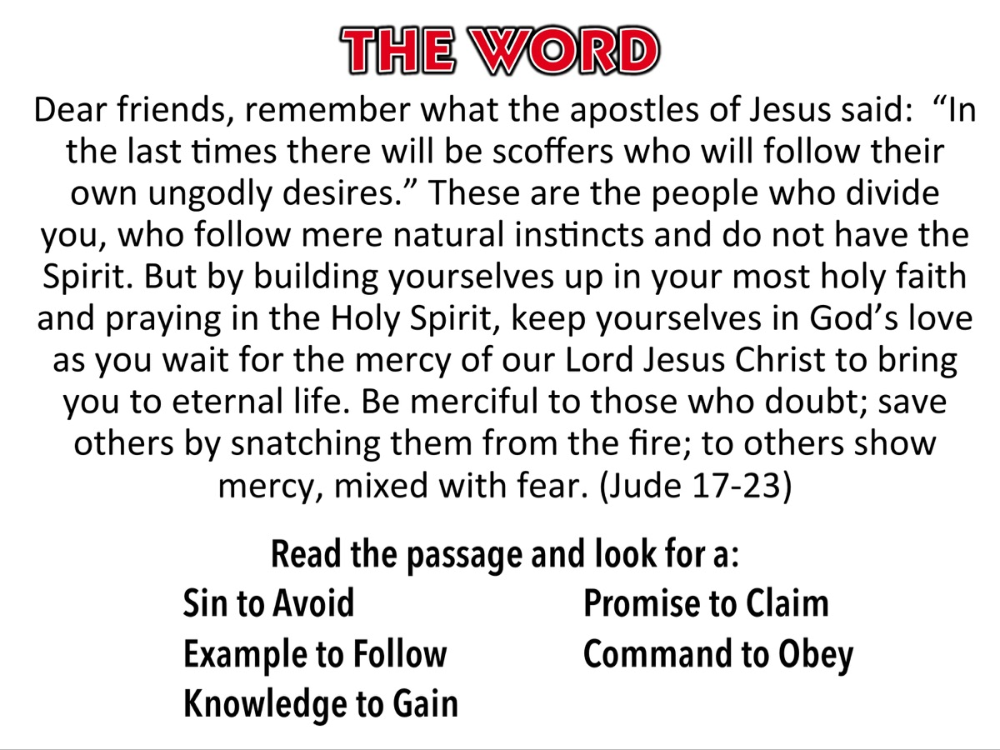 THE WORD
Dear friends, remember what the apostles of Jesus said:  “In
the last times there will be scoffers who will follow their
own ungodly desires.” These are the people who divide
you, who follow mere natural instincts and do not have the
Spirit. But by building yourselves up in your most holy faith
and praying in the Holy Spirit, keep yourselves in God’s love
as you wait for the mercy of our Lord Jesus Christ to bring
you to eternal life. Be merciful to those who doubt; save
others by snatching them from the fire; to others show
mercy, mixed with fear. (Jude 17-23)
Read the passage and look for a:
Sin to Avoid
Promise to Claim
Example to Follow
Command to Obey
Knowledge to Gain